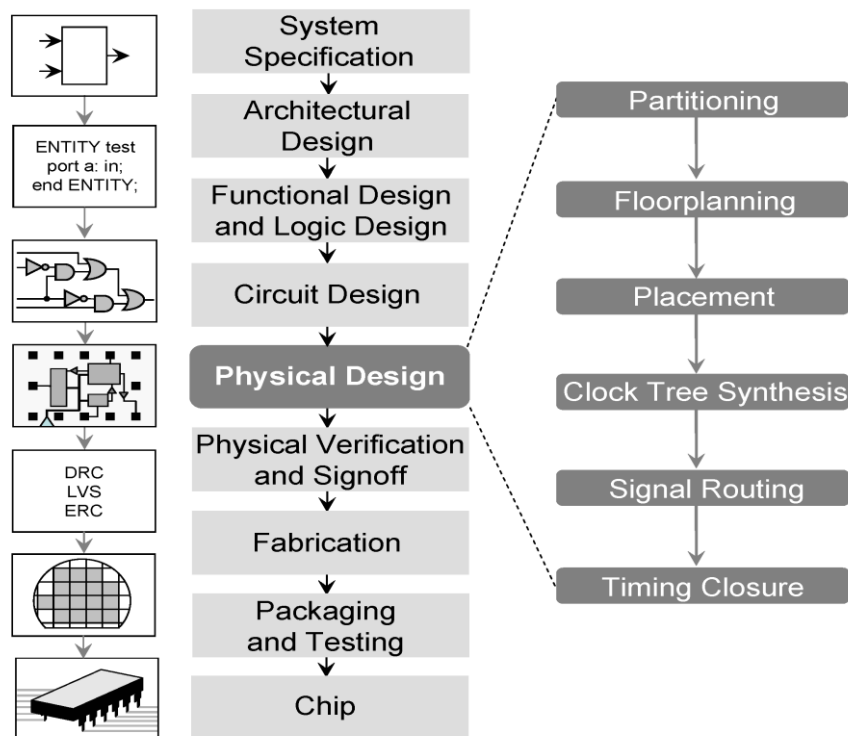 ENTITY test
port a: in;
end ENTITY;
DRC
LVS
ERC
System
Specification
Architectural
Design
Functional Design
and Logic Design
Circuit Design
Physical Design
Physical Verification
and Signoff
Fabrication
Packaging
and Testing
Chip
Partitioning
Floorplanning
Placement
Clock Tree Synthesis
Signal Routing
Timing Closure